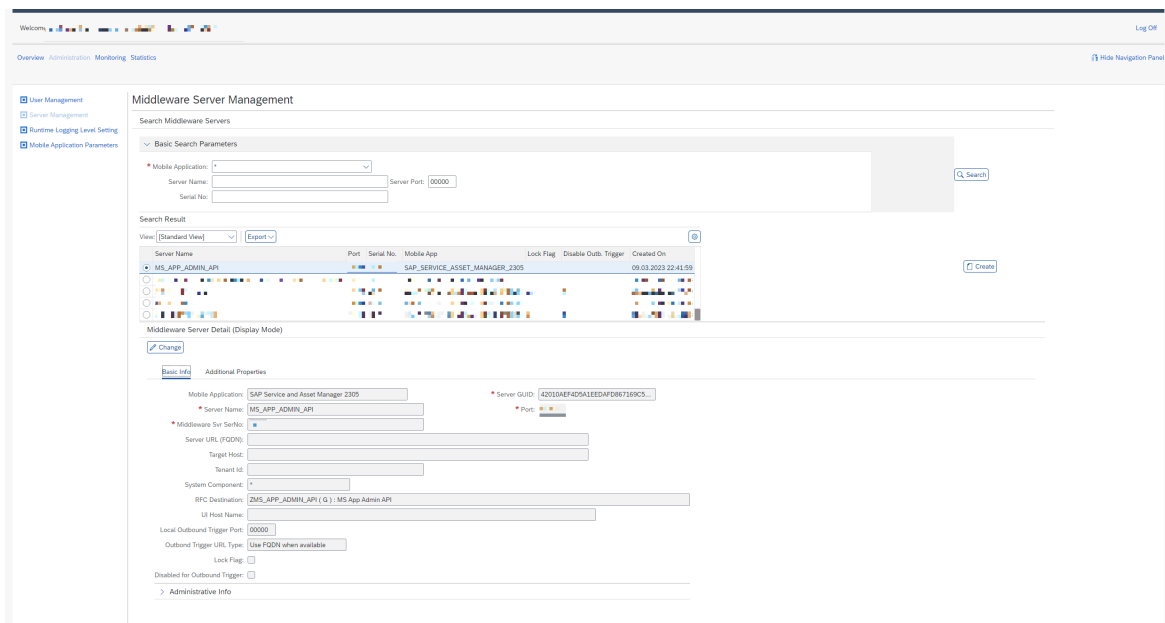 Welcome
Log Off
Overview Administration Monitoring Statistics
Hide Navigation Panel
User Management
Server Management
Runtime Logging Level Setting
Mobile Application Parameters
Middleware Server Management
Search Middleware Servers
Basic Search Parameters
* Mobile Application: *
Server Name: Server Port: 00000
Serial No:
Search
Search Result
View: [Standard View] Export
Server Name Port Serial No. Mobile App Lock Flag Disable Outb. Trigger Created On
MS_APP_ADMIN_API SAP_SERVICE_ASSET_MANAGER_2305 09.03.2023 22:41:59
Create
Middleware Server Detail (Display Mode)
Change
Basic Info Additional Properties
Mobile Application: SAP Service and Asset Manager 2305 * Server GUID: 42010AEF4D5A1EEDAFD867169C5...
* Server Name: MS_APP_ADMIN_API * Port:
* Middleware Svr SerNo:
Server URL (FQDN):
Target Host:
Tenant Id:
System Component: *
RFC Destination: ZMS_APP_ADMIN_API ( G ) : MS App Admin API
UI Host Name:
Local Outbound Trigger Port: 00000
Outbond Trigger URL Type: Use FQDN when available
Lock Flag:
Disabled for Outbound Trigger:
Administrative Info